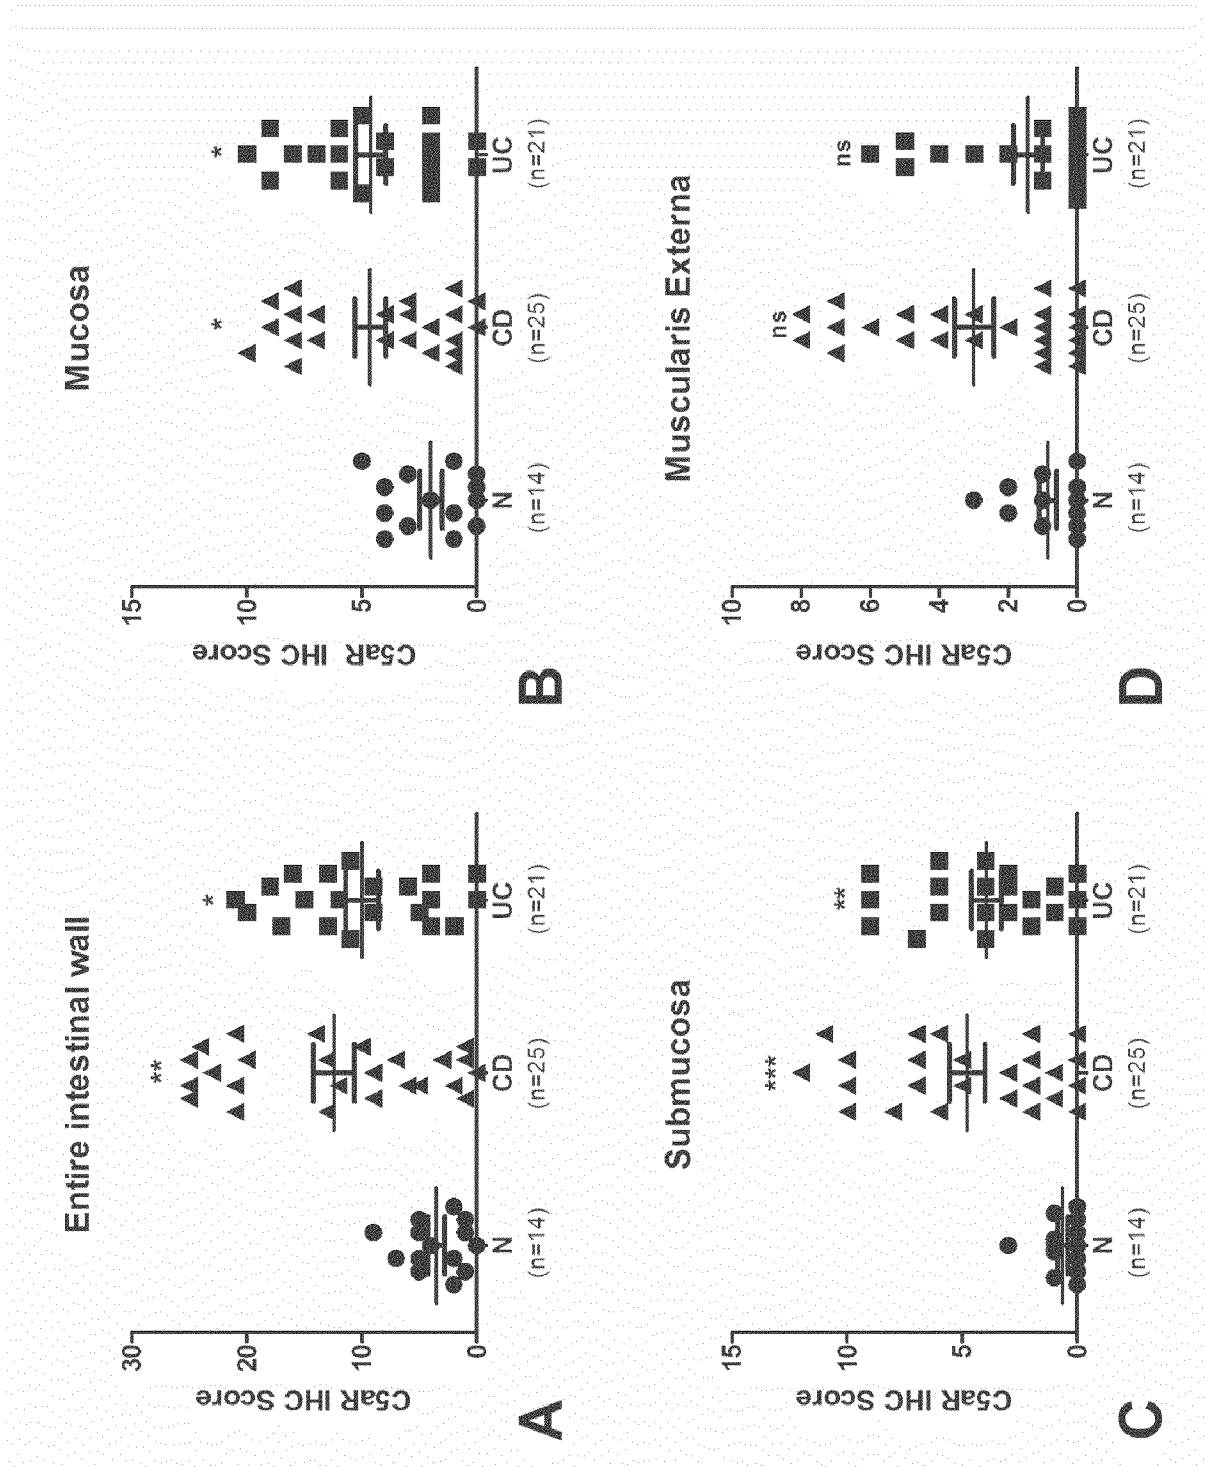 Entire intestinal wall
C5aR IHC Score
30
20
10
0
**
*
N
CD
UC
(n=14)
(n=25)
(n=21)
A
Mucosa
C5aR IHC Score
15
10
5
0
*
*
N
CD
UC
(n=14)
(n=25)
(n=21)
B
Submucosa
C5aR IHC Score
15
10
5
0
***
**
N
CD
UC
(n=14)
(n=25)
(n=21)
C
Muscularis Externa
C5aR IHC Score
10
8
6
4
2
0
ns
ns
N
CD
UC
(n=14)
(n=25)
(n=21)
D